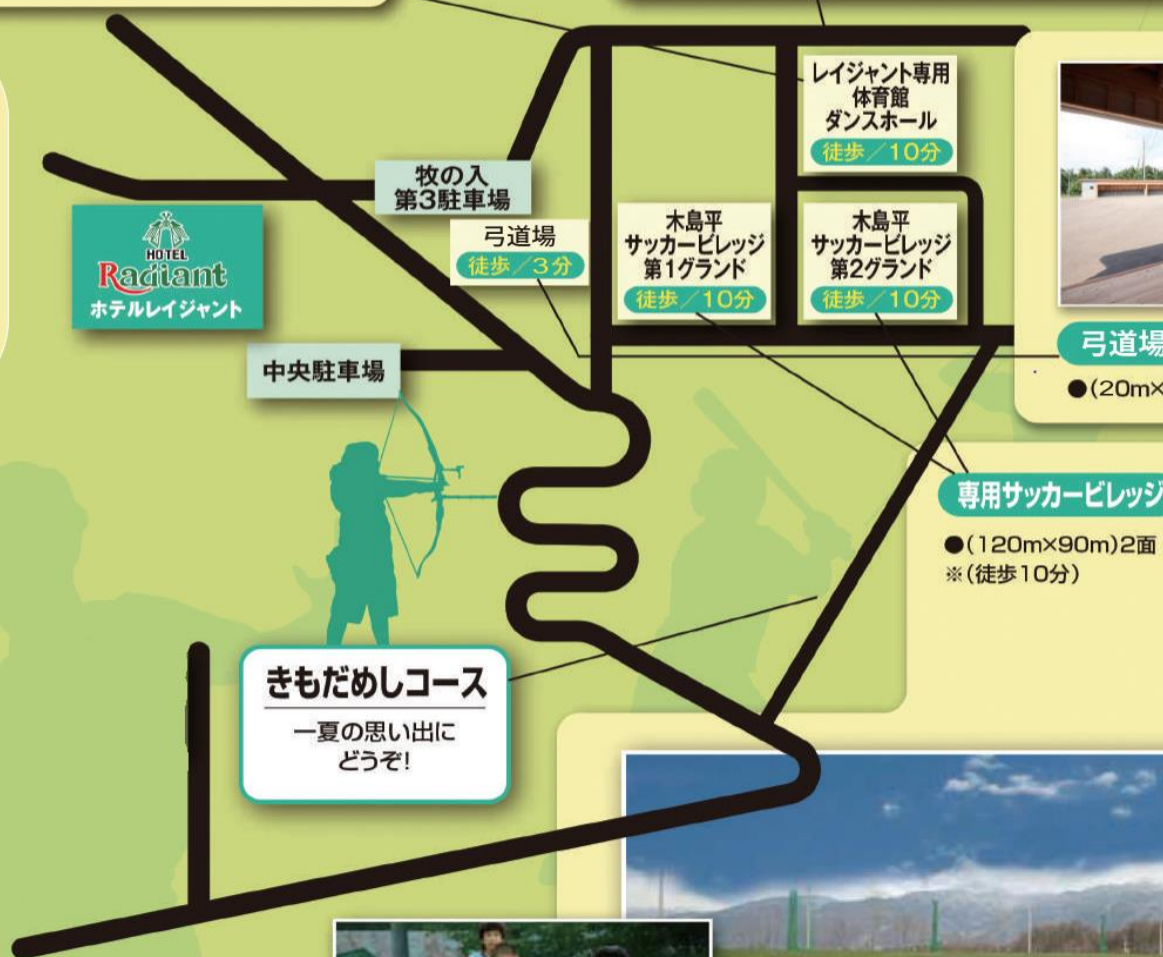 レイジャント専用
体育館
ダンスホール
徒歩／10分
牧の入
第3駐車場
弓道場
徒歩／3分
木島平
サッカービレッジ
第1グランド
徒歩／10分
木島平
サッカービレッジ
第2グランド
徒歩／10分
HOTEL
Radiant
ホテルレイジャント
中央駐車場
弓道場
●(20m×
専用サッカービレッジ
●(120m×90m)2面
※(徒歩10分)
きもだめしコース
一夏の思い出に
どうぞ!